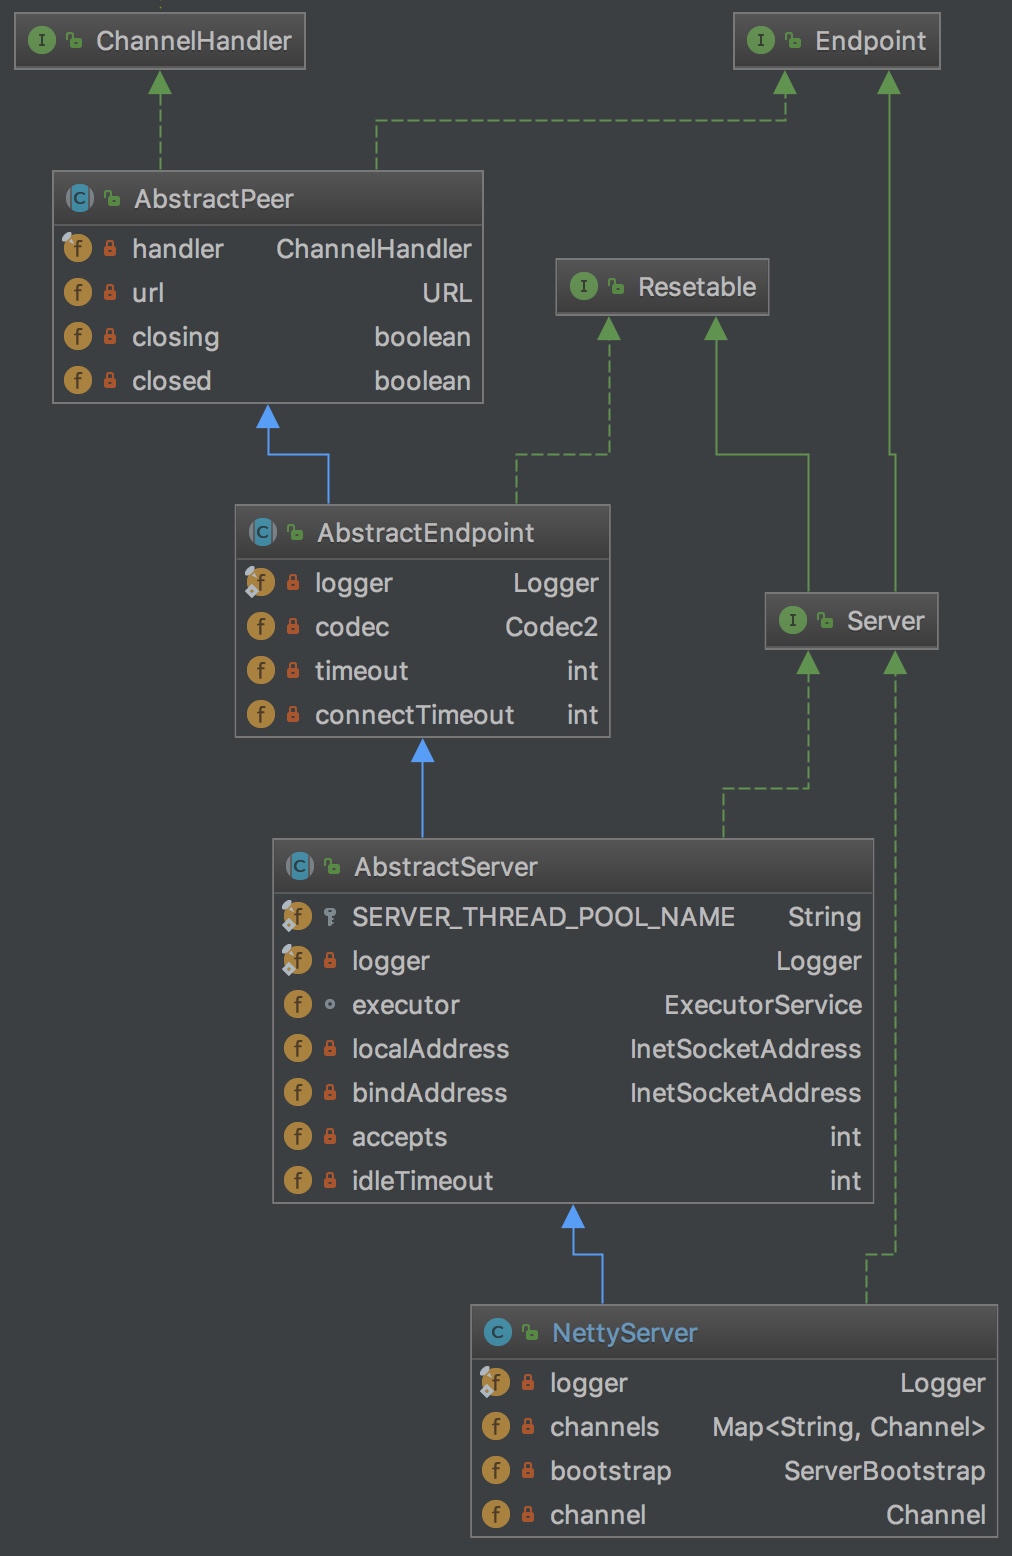 ChannelHandler
Endpoint
AbstractPeer
handler ChannelHandler
url URL
closing boolean
closed boolean
Resetable
AbstractEndpoint
logger Logger
codec Codec2
timeout int
connectTimeout int
Server
AbstractServer
SERVER_THREAD_POOL_NAME String
logger Logger
executor ExecutorService
localAddress InetSocketAddress
bindAddress InetSocketAddress
accepts int
idleTimeout int
NettyServer
logger Logger
channels Map<String, Channel>
bootstrap ServerBootstrap
channel Channel